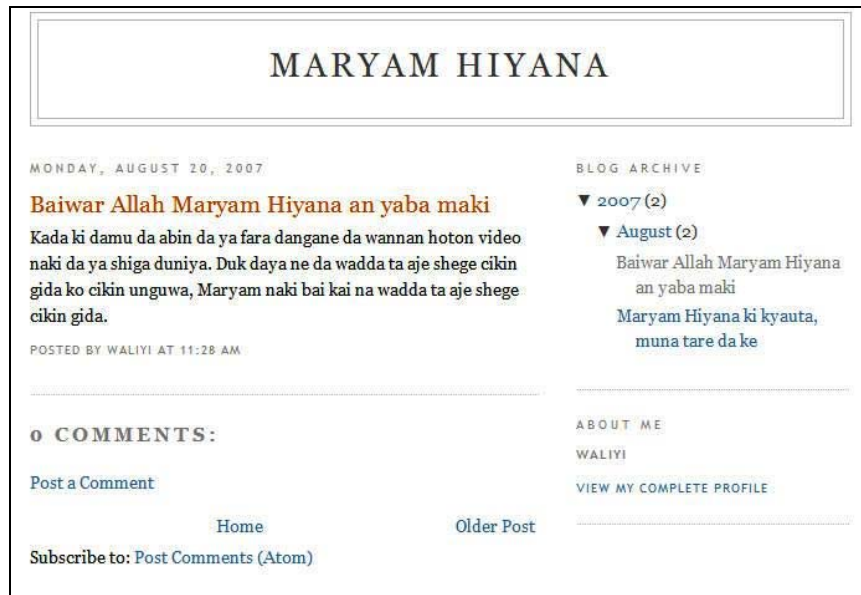 MARYAM HIYANA
MONDAY, AUGUST 20, 2007
Baiwar Allah Maryam Hiyana an yaba maki
Kada ki damu da abin da ya fara dangane da wannan hoton video
naki da ya shiga duniya. Duk daya ne da wadda ta aje shege cikin
gida ko cikin unguwa, Maryam naki bai kai na wadda ta aje shege
cikin gida.
POSTED BY WALIYI AT 11:28 AM
0 COMMENTS:
Post a Comment
Home Older Post
Subscribe to: Post Comments (Atom)
BLOG ARCHIVE
▼ 2007 (2)
▼ August (2)
Baiwar Allah Maryam Hiyana
an yaba maki
Maryam Hiyana ki kyauta,
muna tare da ke
ABOUT ME
WALIYI
VIEW MY COMPLETE PROFILE